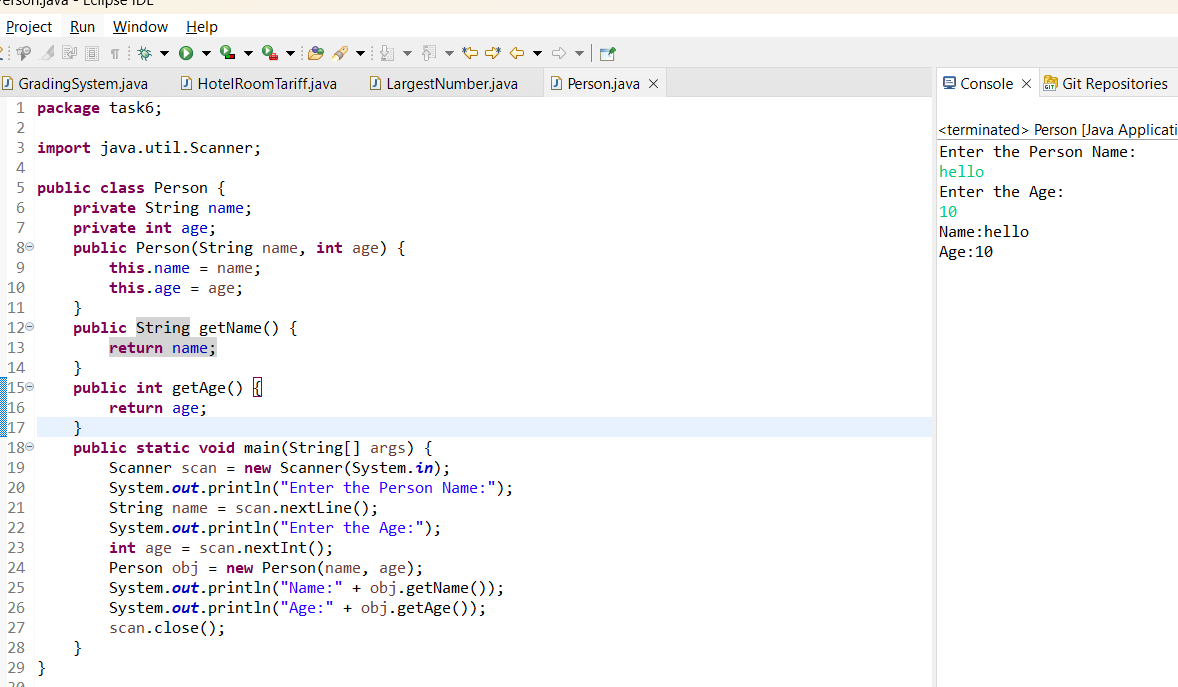 Person.java - Eclipse IDE
Project Run Window Help
GradingSystem.java HotelRoomTariff.java LargestNumber.java Person.java
1 package task6;
2
3 import java.util.Scanner;
4
5 public class Person {
6 private String name;
7 private int age;
8 public Person(String name, int age) {
9 this.name = name;
10 this.age = age;
11 }
12 public String getName() {
13 return name;
14 }
15 public int getAge() {
16 return age;
17 }
18 public static void main(String[] args) {
19 Scanner scan = new Scanner(System.in);
20 System.out.println("Enter the Person Name:");
21 String name = scan.nextLine();
22 System.out.println("Enter the Age:");
23 int age = scan.nextInt();
24 Person obj = new Person(name, age);
25 System.out.println("Name:" + obj.getName());
26 System.out.println("Age:" + obj.getAge());
27 scan.close();
28 }
29 }
30
Console Git Repositories
<terminated> Person [Java Applicati
Enter the Person Name:
hello
Enter the Age:
10
Name:hello
Age:10